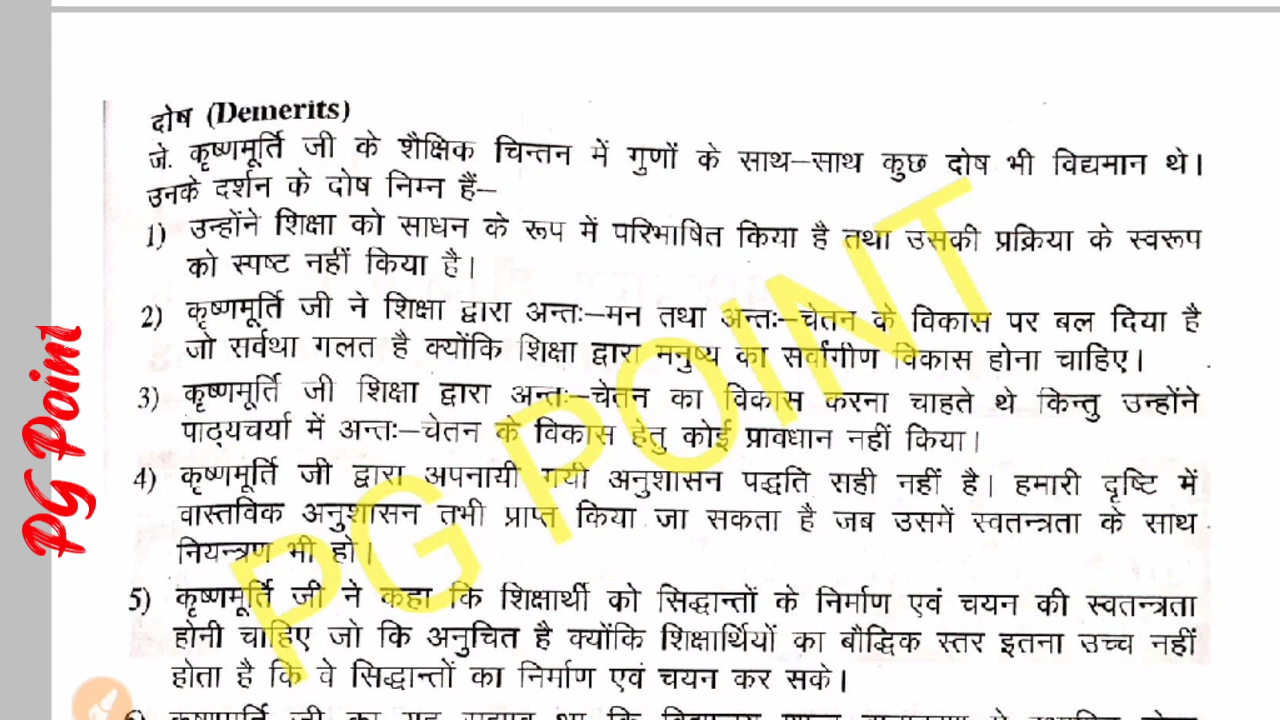 दोष (Demerits)
जे. कृष्णमूर्ति जी के शैक्षिक चिन्तन में गुणों के साथ–साथ कुछ दोष भी विद्यमान थे।
उनके दर्शन के दोष निम्न हैं–
1) उन्होंने शिक्षा को साधन के रूप में परिभाषित किया है तथा उसकी प्रक्रिया के स्वरूप
को स्पष्ट नहीं किया है।
2) कृष्णमूर्ति जी ने शिक्षा द्वारा अन्तः–मन तथा अन्तः–चेतन के विकास पर बल दिया है
जो सर्वथा गलत है क्योंकि शिक्षा द्वारा मनुष्य का सर्वांगीण विकास होना चाहिए।
3) कृष्णमूर्ति जी शिक्षा द्वारा अन्तः–चेतन का विकास करना चाहते थे किन्तु उन्होंने
पाठ्यचर्या में अन्तः–चेतन के विकास हेतु कोई प्रावधान नहीं किया।
4) कृष्णमूर्ति जी द्वारा अपनायी गयी अनुशासन पद्धति सही नहीं है। हमारी दृष्टि में
वास्तविक अनुशासन तभी प्राप्त किया जा सकता है जब उसमें स्वतन्त्रता के साथ
नियन्त्रण भी हो।
5) कृष्णमूर्ति जी ने कहा कि शिक्षार्थी को सिद्धान्तों के निर्माण एवं चयन की स्वतन्त्रता
होनी चाहिए जो कि अनुचित है क्योंकि शिक्षार्थियों का बौद्धिक स्तर इतना उच्च नहीं
होता है कि वे सिद्धान्तों का निर्माण एवं चयन कर सके।
PG POINT
PG Point